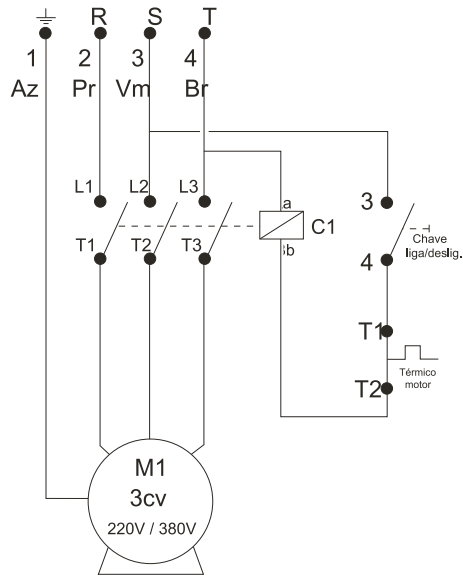 R S T
1 2 3 4
Az Pr Vm Br
L1 L2 L3
a
C1
3
Chave
liga/deslig.
T1 T2 T3
b
4
T1
Térmico
motor
T2
M1
3cv
220V / 380V